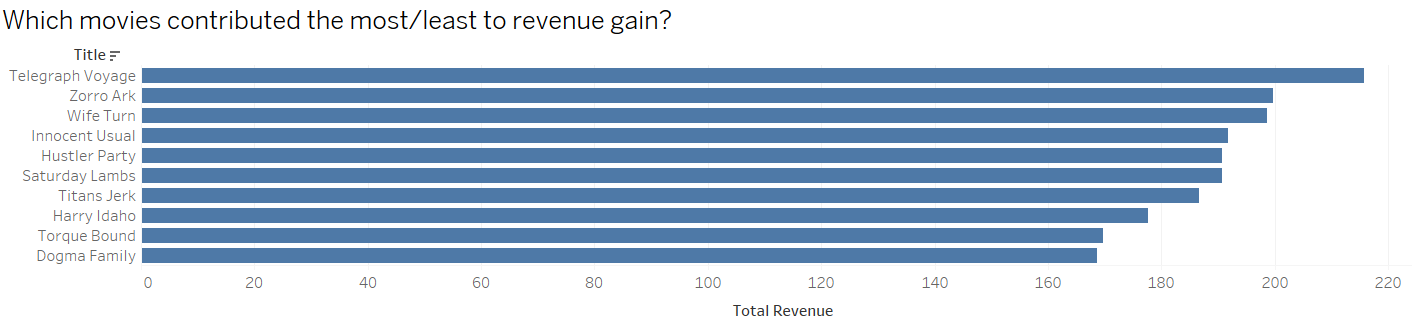 Which movies contributed the most/least to revenue gain?
Title
Telegraph Voyage
Zorro Ark
Wife Turn
Innocent Usual
Hustler Party
Saturday Lambs
Titans Jerk
Harry Idaho
Torque Bound
Dogma Family
0 20 40 60 80 100 120 140 160 180 200 220
Total Revenue